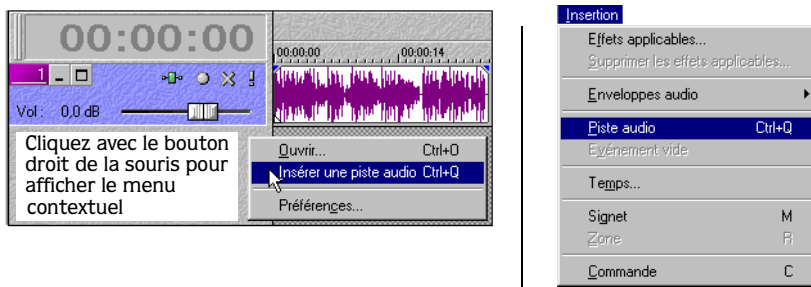 00:00:00
00:00:00 00:00:14
1
Vol: 0,0 dB
Cliquez avec le bouton
droit de la souris pour
afficher le menu
contextuel
Ouvrir... Ctrl+O
Insérer une piste audio Ctrl+Q
Préférences...
Insertion
Effets applicables...
Supprimer les effets applicables...
Enveloppes audio
Piste audio Ctrl+Q
Evénement vide
Temps...
Signet M
Zone R
Commande C